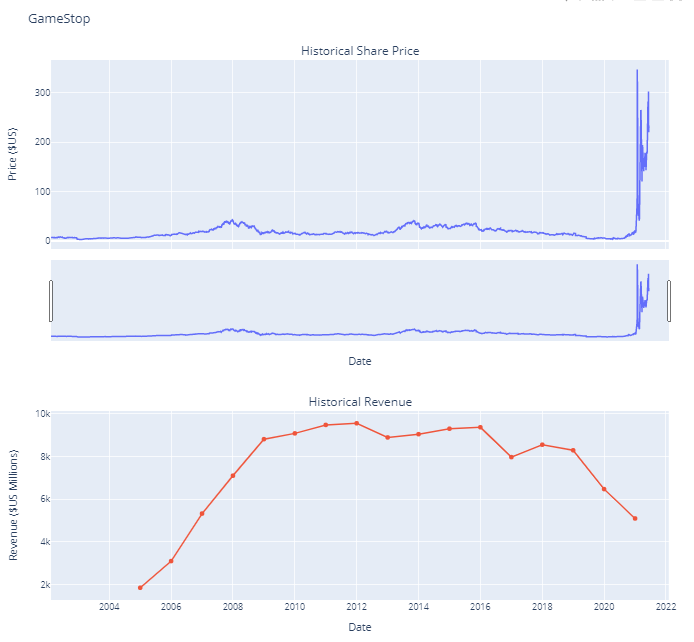 GameStop
Historical Share Price
Price ($US)
300
200
100
0
Date
Historical Revenue
Revenue ($US Millions)
10k
8k
6k
4k
2k
2004 2006 2008 2010 2012 2014 2016 2018 2020 2022
Date